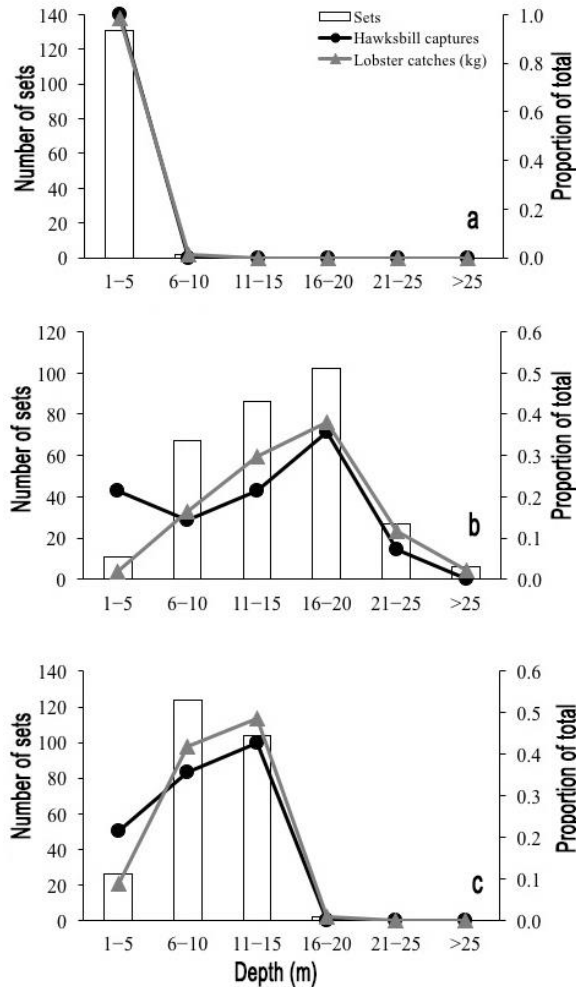 Sets
Hawksbill captures
Lobster catches (kg)
Number of sets
Proportion of total
140
120
100
80
60
40
20
0
1.0
0.8
0.6
0.4
0.2
0.0
a
1−5 6−10 11−15 16−20 21−25 >25
Number of sets
Proportion of total
120
100
80
60
40
20
0
0.6
0.5
0.4
0.3
0.2
0.1
0.0
b
1−5 6−10 11−15 16−20 21−25 >25
Number of sets
Proportion of total
140
120
100
80
60
40
20
0
0.6
0.5
0.4
0.3
0.2
0.1
0.0
c
1−5 6−10 11−15 16−20 21−25 >25
Depth (m)